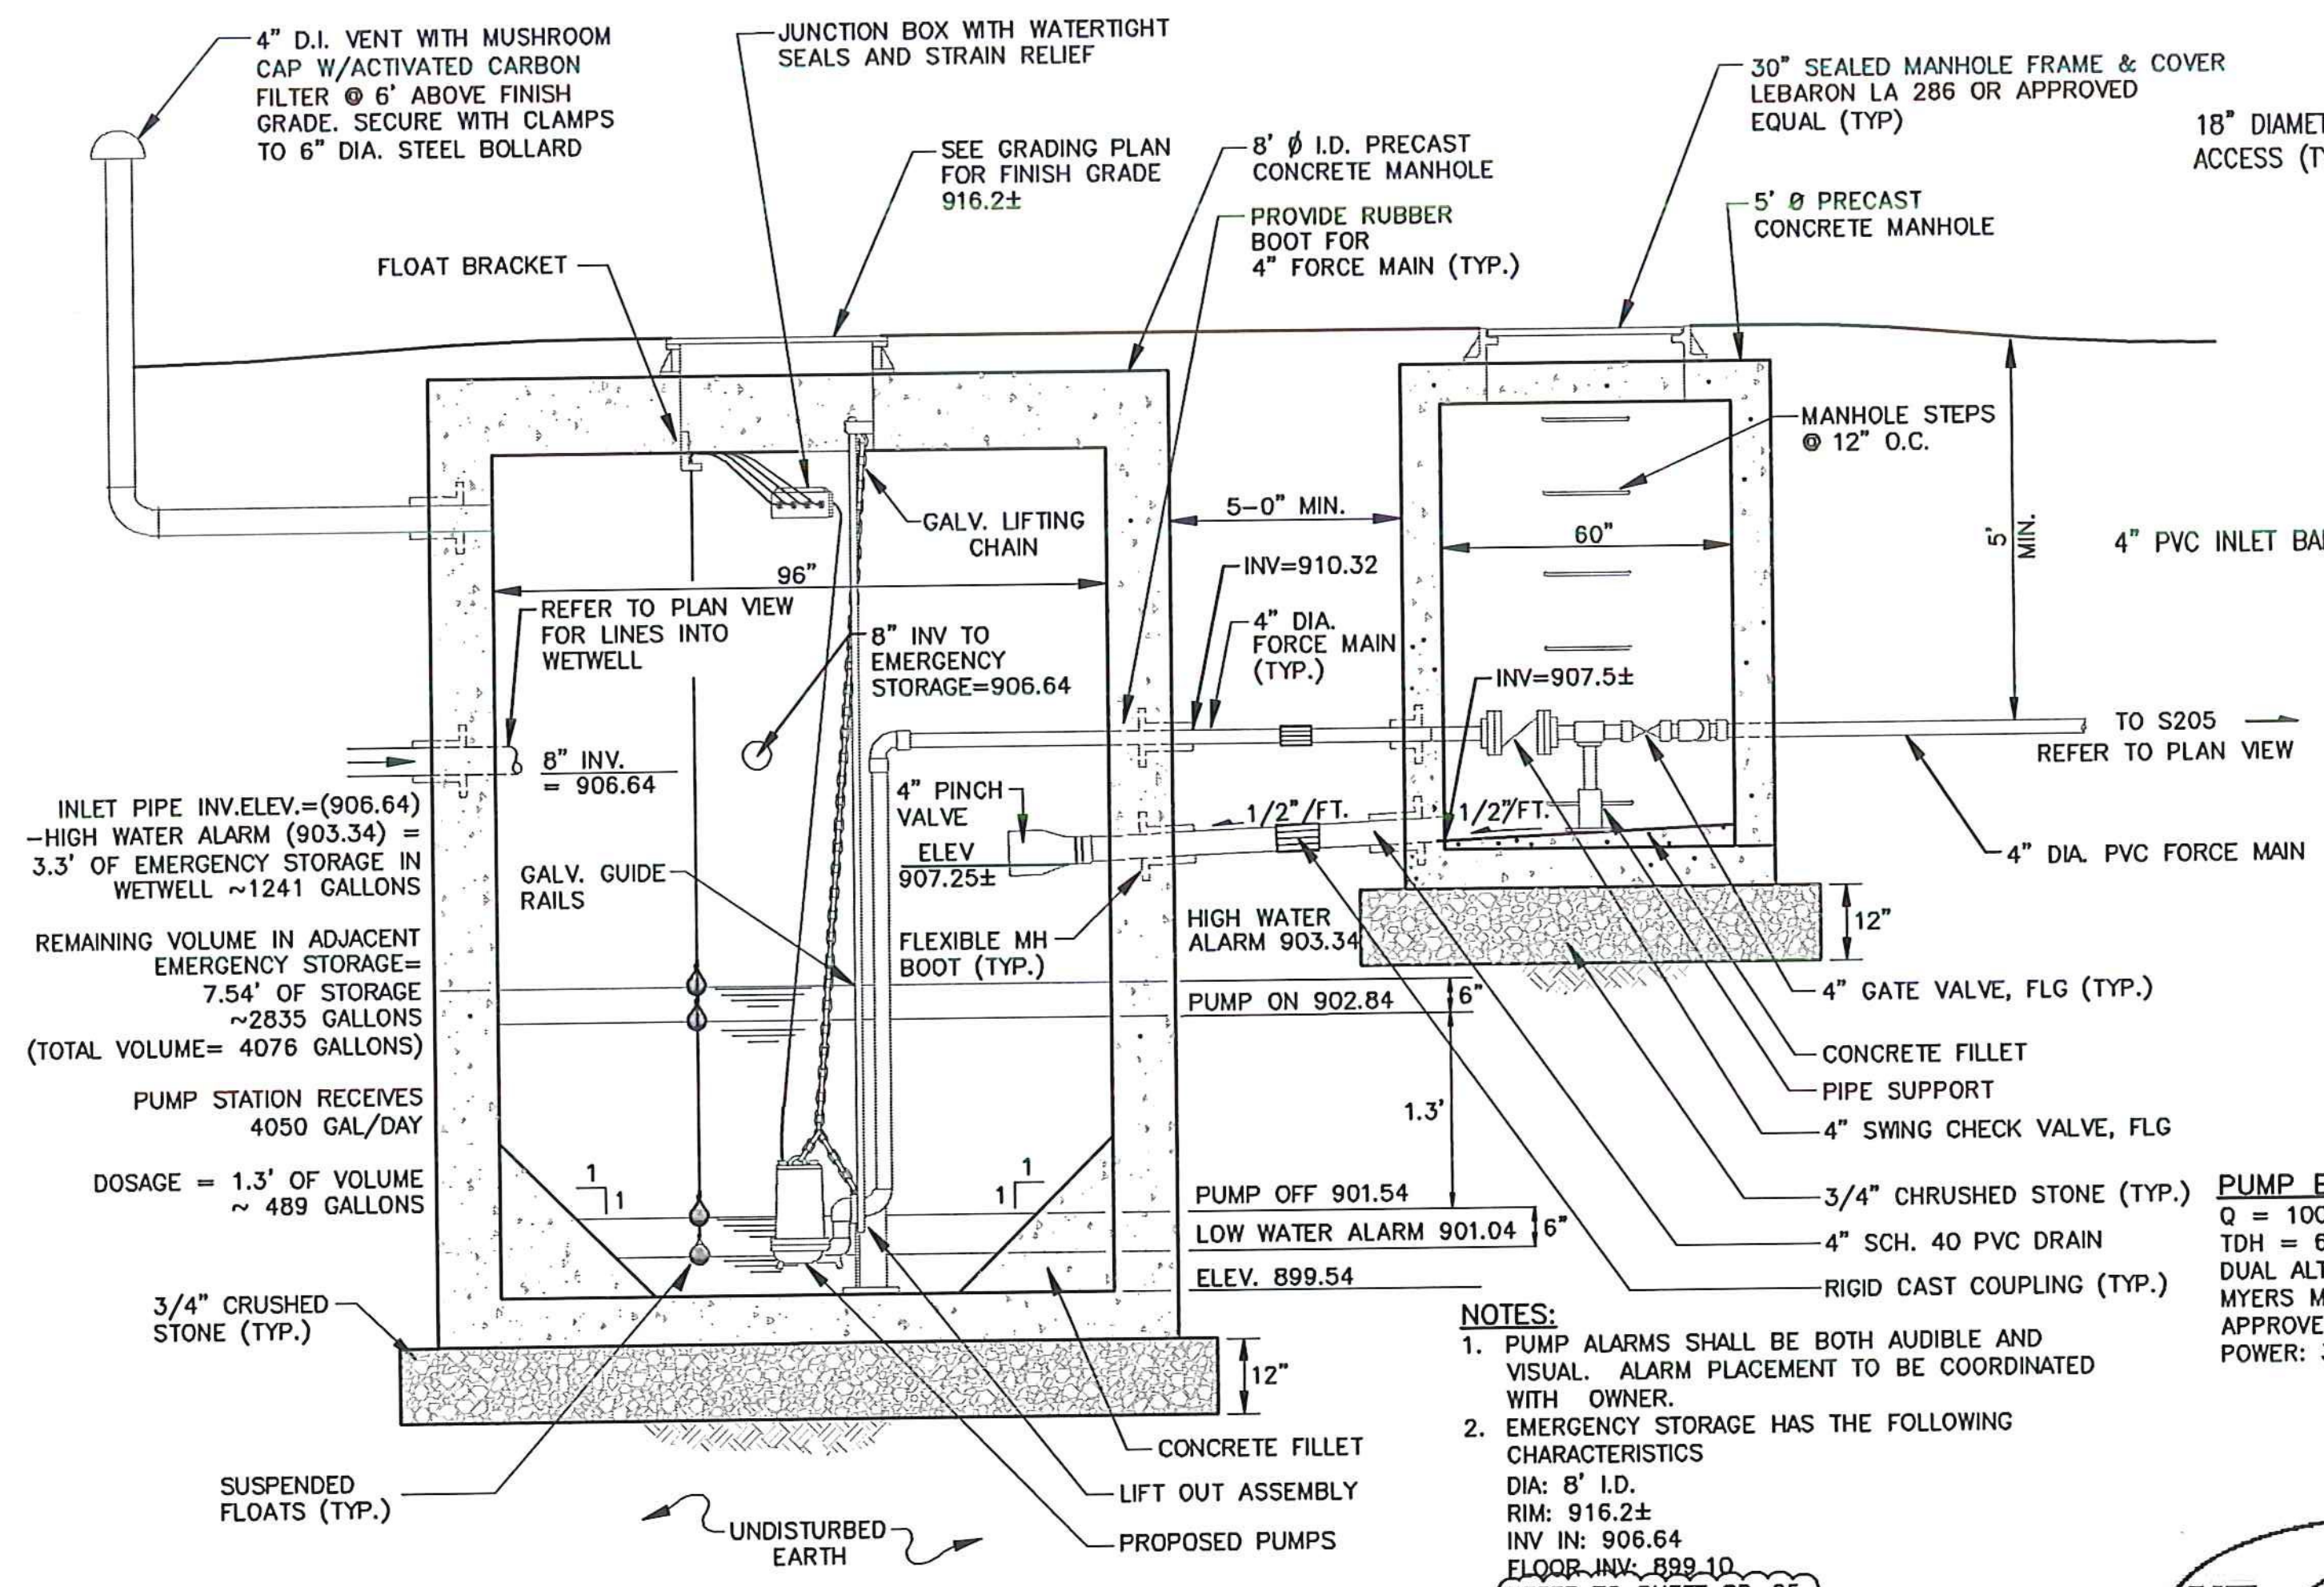 4" D.I. VENT WITH MUSHROOM
CAP W/ACTIVATED CARBON
FILTER @ 6' ABOVE FINISH
GRADE. SECURE WITH CLAMPS
TO 6" DIA. STEEL BOLLARD
JUNCTION BOX WITH WATERTIGHT
SEALS AND STRAIN RELIEF
SEE GRADING PLAN
FOR FINISH GRADE
916.2±
8' Ø I.D. PRECAST
CONCRETE MANHOLE
PROVIDE RUBBER
BOOT FOR
4" FORCE MAIN (TYP.)
30" SEALED MANHOLE FRAME & COVER
LEBARON LA 286 OR APPROVED
EQUAL (TYP)
18"
ACCESS
5' Ø PRECAST
CONCRETE MANHOLE
FLOAT BRACKET
MANHOLE STEPS
@ 12" O.C.
GALV. LIFTING
CHAIN
5-0" MIN.
60"
5'
MIN.
4" PVC INLET
96"
INV=910.32
REFER TO PLAN VIEW
FOR LINES INTO
WETWELL
8" INV TO
EMERGENCY
STORAGE=906.64
4" DIA.
FORCE MAIN
(TYP.)
INV=907.5±
TO S205
REFER TO PLAN VIEW
8" INV.
= 906.64
4" PINCH
VALVE
ELEV
907.25±
1/2"/FT.
1/2"/FT.
4" DIA. PVC FORCE MAIN
INLET PIPE INV.ELEV.=(906.64)
-HIGH WATER ALARM (903.34) =
3.3' OF EMERGENCY STORAGE IN
WETWELL ~1241 GALLONS
GALV. GUIDE
RAILS
FLEXIBLE MH
BOOT (TYP.)
HIGH WATER
ALARM 903.34
12"
REMAINING VOLUME IN ADJACENT
EMERGENCY STORAGE=
7.54' OF STORAGE
~2835 GALLONS
(TOTAL VOLUME= 4076 GALLONS)
PUMP ON 902.84
6"
4" GATE VALVE, FLG (TYP.)
CONCRETE FILLET
PIPE SUPPORT
4" SWING CHECK VALVE, FLG
3/4" CHRUSHED STONE (TYP.)
4" SCH. 40 PVC DRAIN
RIGID CAST COUPLING (TYP.)
PUMP STATION RECEIVES
4050 GAL/DAY
1.3'
DOSAGE = 1.3' OF VOLUME
~ 489 GALLONS
1
1
1
1
PUMP OFF 901.54
LOW WATER ALARM 901.04
6"
ELEV. 899.54
PUMP
Q =
TDH =
DUAL
MYERS
POWER:
3/4" CRUSHED
STONE (TYP.)
12"
CONCRETE FILLET
LIFT OUT ASSEMBLY
PROPOSED PUMPS
SUSPENDED
FLOATS (TYP.)
UNDISTURBED
EARTH
NOTES:
1. PUMP ALARMS SHALL BE BOTH AUDIBLE AND
VISUAL. ALARM PLACEMENT TO BE COORDINATED
WITH OWNER.
2. EMERGENCY STORAGE HAS THE FOLLOWING
CHARACTERISTICS
DIA: 8' I.D.
RIM: 916.2±
INV IN: 906.64
FLOOR INV: 899.10